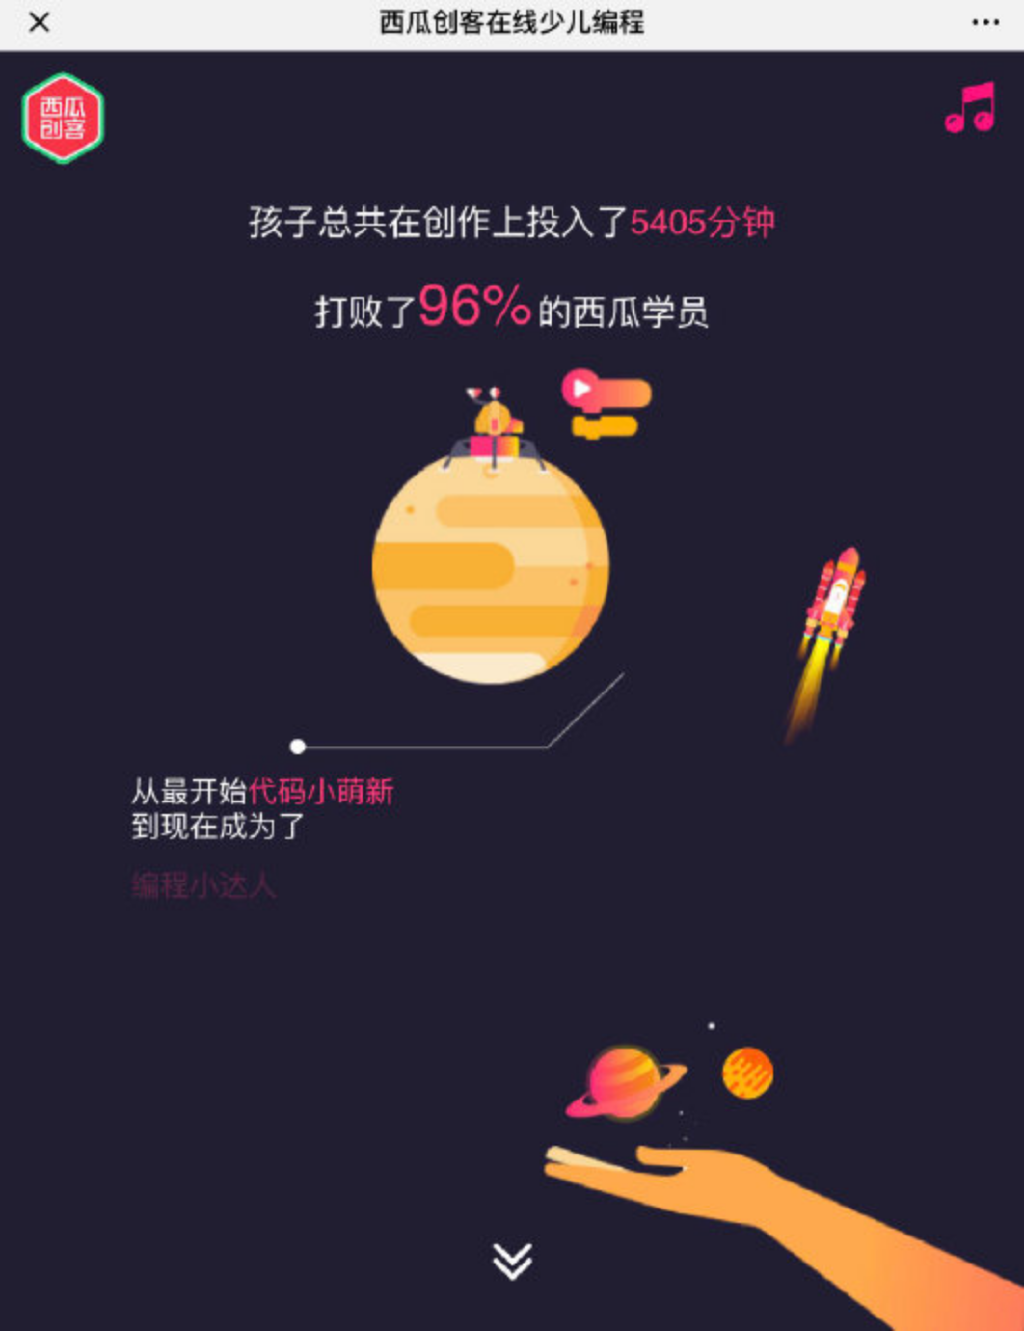 西瓜创客在线少儿编程
西瓜
创客
孩子总共在创作上投入了5405分钟
打败了96%的西瓜学员
从最开始代码小萌新
到现在成为了
编程小达人